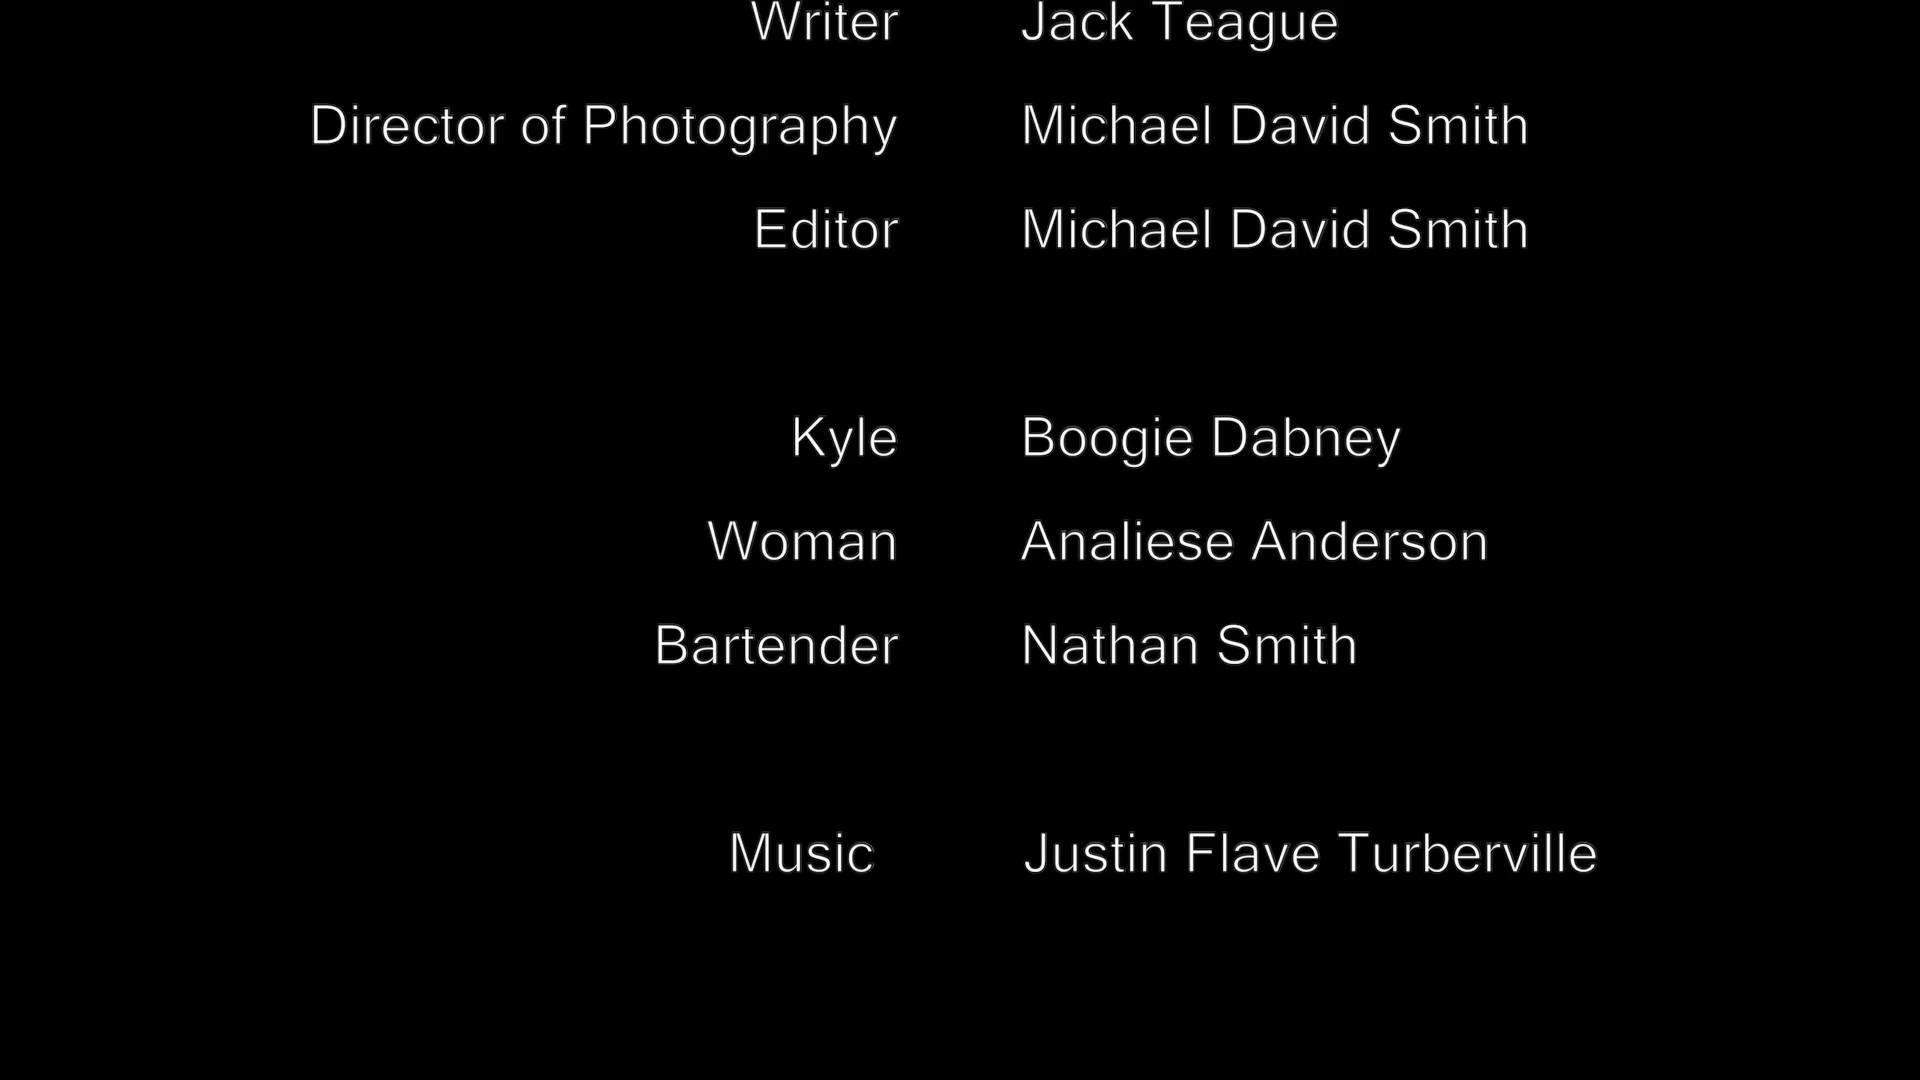 Writer Jack Teague
Director of Photography Michael David Smith
Editor Michael David Smith
Kyle Boogie Dabney
Woman Analiese Anderson
Bartender Nathan Smith
Music Justin Flave Turberville